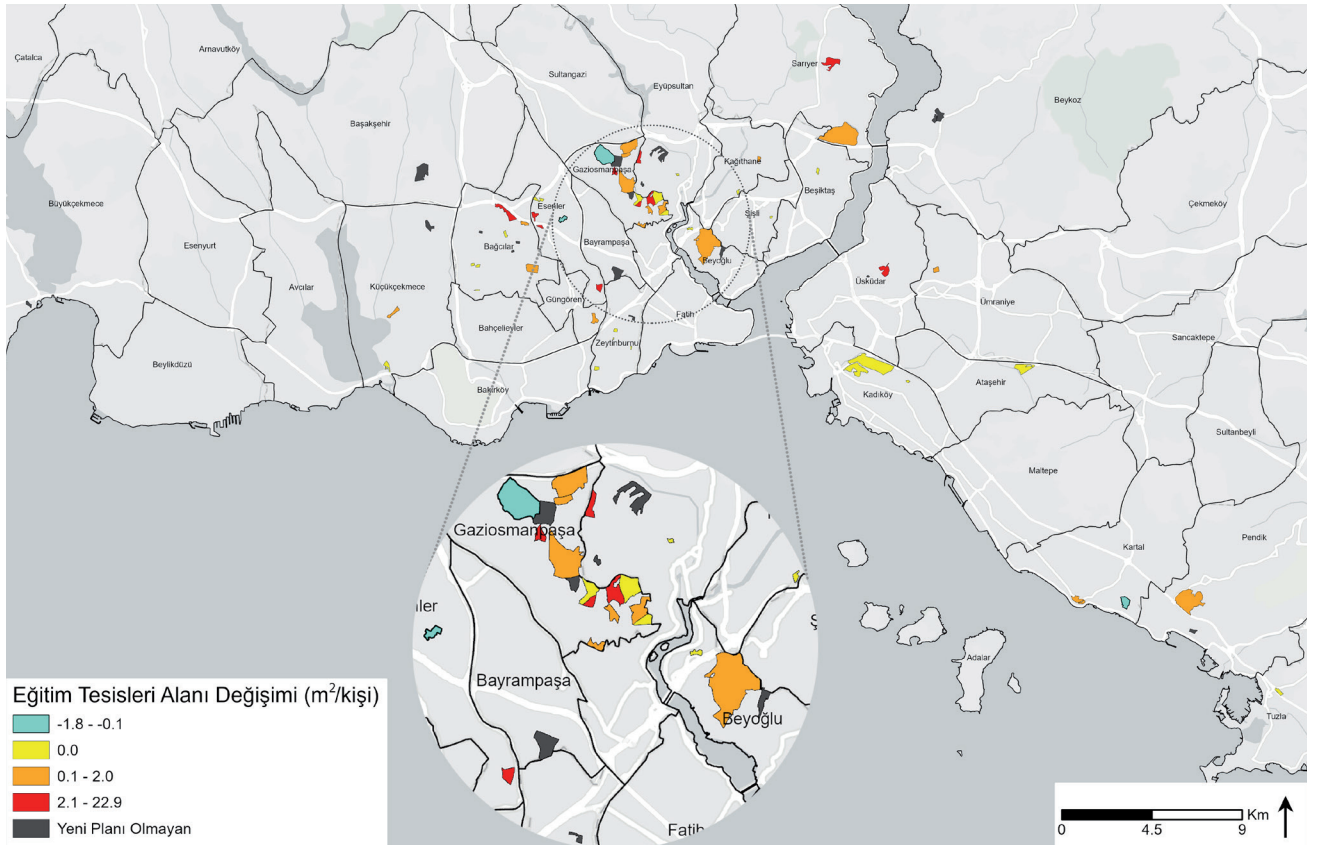 Çatalca
Arnavutköy
Sultangazi
Eyüpsultan
Sarıyer
Beykoz
Başakşehir
Gaziosmanpaşa
Kağıthane
Beşiktaş
Büyükçekmece
Esenyurt
Avcılar
Küçükçekmece
Bağcılar
Esenler
Bayrampaşa
Şişli
Beyoğlu
Çekmeköy
Üsküdar
Ümraniye
Güngören
Bahçelievler
Fatih
Zeytinburnu
Sancaktepe
Beylikdüzü
Bakırköy
Kadıköy
Ataşehir
Sultanbeyli
Maltepe
Kartal
Pendik
Adalar
Tuzla
Gaziosmanpaşa
ler
Bayrampaşa
Beyoğlu
Fatih
Ş
Eğitim Tesisleri Alanı Değişimi (m²/kişi)
-1.8 - -0.1
0.0
0.1 - 2.0
2.1 - 22.9
Yeni Planı Olmayan
Km
0 4.5 9